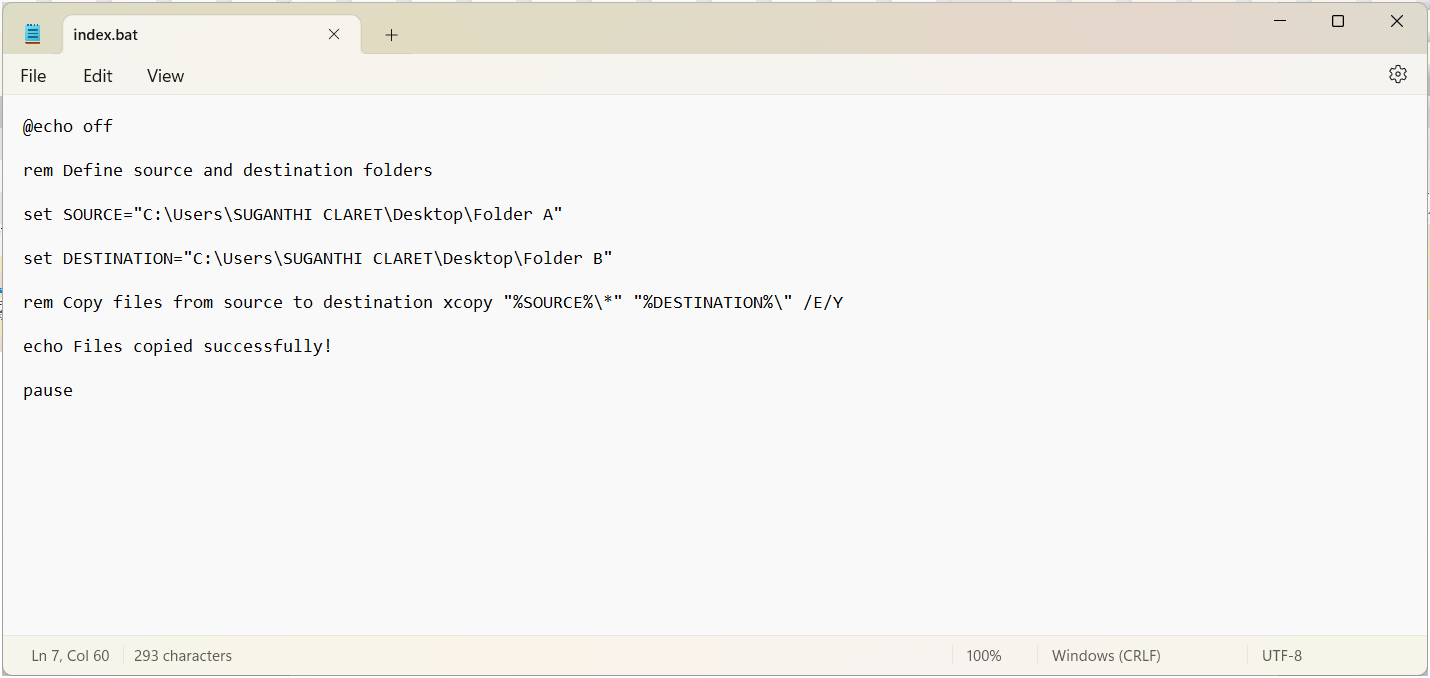 index.bat
File Edit View
@echo off
rem Define source and destination folders
set SOURCE="C:\Users\SUGANTHI CLARET\Desktop\Folder A"
set DESTINATION="C:\Users\SUGANTHI CLARET\Desktop\Folder B"
rem Copy files from source to destination xcopy "%SOURCE%\*" "%DESTINATION%\" /E/Y
echo Files copied successfully!
pause
Ln 7, Col 60 293 characters 100% Windows (CRLF) UTF-8